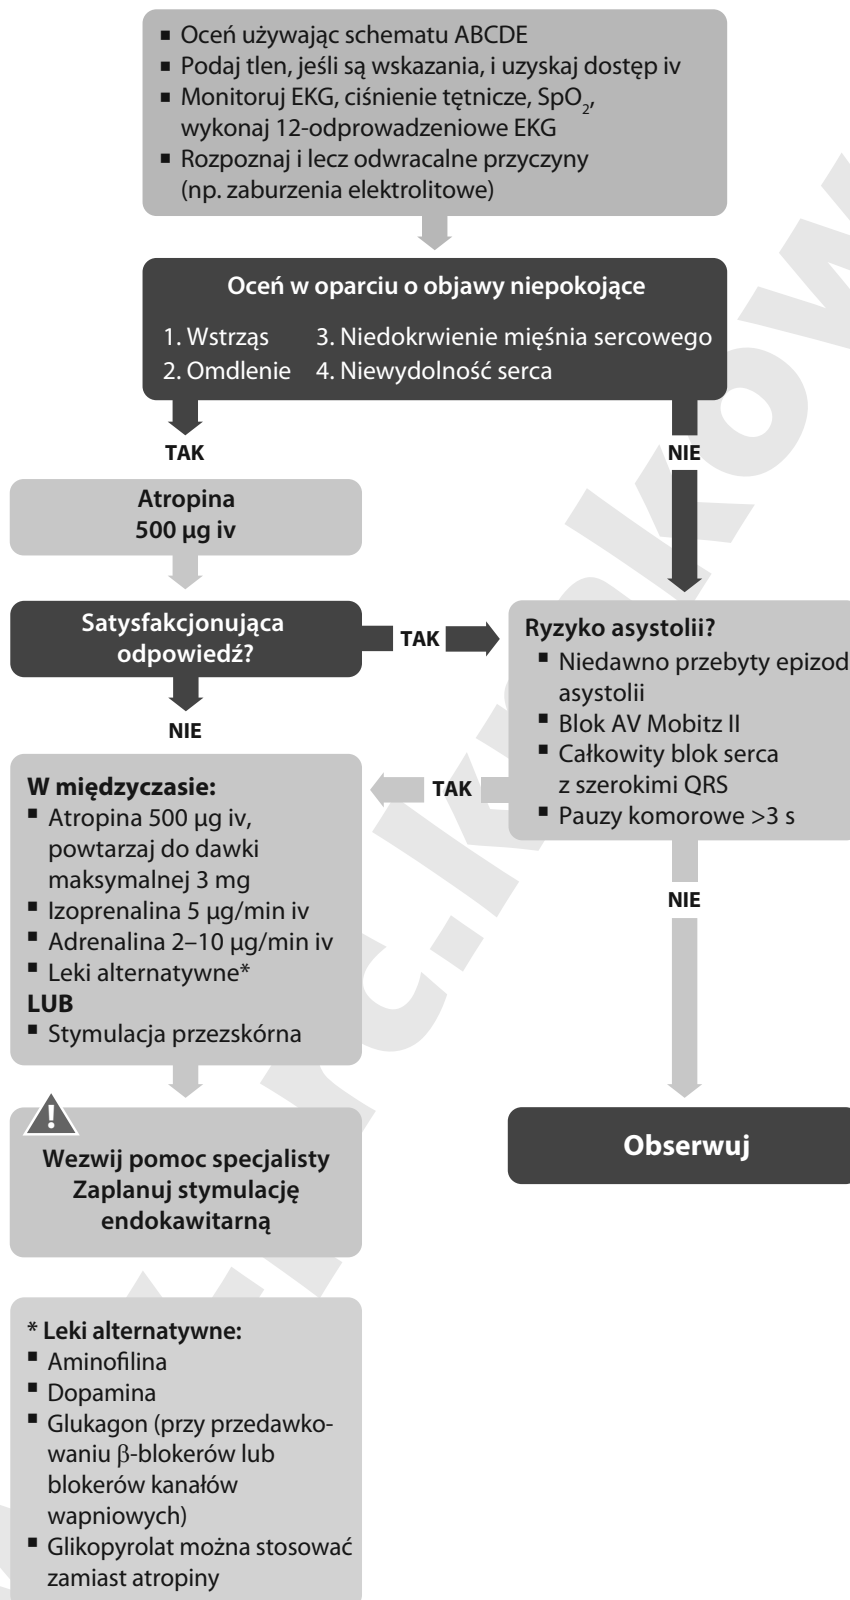 ▪ Oceń używając schematu ABCDE
▪ Podaj tlen, jeśli są wskazania, i uzyskaj dostęp iv
▪ Monitoruj EKG, ciśnienie tętnicze, SpO₂,
wykonaj 12-odprowadzeniowe EKG
▪ Rozpoznaj i lecz odwracalne przyczyny
(np. zaburzenia elektrolitowe)
Oceń w oparciu o objawy niepokojące
1. Wstrząs 3. Niedokrwienie mięśnia sercowego
2. Omdlenie 4. Niewydolność serca
TAK
NIE
Atropina
500 µg iv
Satysfakcjonująca
odpowiedź?
TAK
NIE
Ryzyko asystolii?
▪ Niedawno przebyty epizod
asystolii
▪ Blok AV Mobitz II
▪ Całkowity blok serca
z szerokimi QRS
▪ Pauzy komorowe >3 s
TAK
NIE
W międzyczasie:
▪ Atropina 500 µg iv,
powtarzaj do dawki
maksymalnej 3 mg
▪ Izoprenalina 5 µg/min iv
▪ Adrenalina 2–10 µg/min iv
▪ Leki alternatywne*
LUB
▪ Stymulacja przezskórna
!
Wezwij pomoc specjalisty
Zaplanuj stymulację
endokawitarną
Obserwuj
* Leki alternatywne:
▪ Aminofilina
▪ Dopamina
▪ Glukagon (przy przedawko-
waniu β-blokerów lub
blokerów kanałów
wapniowych)
▪ Glikopyrolat można stosować
zamiast atropiny